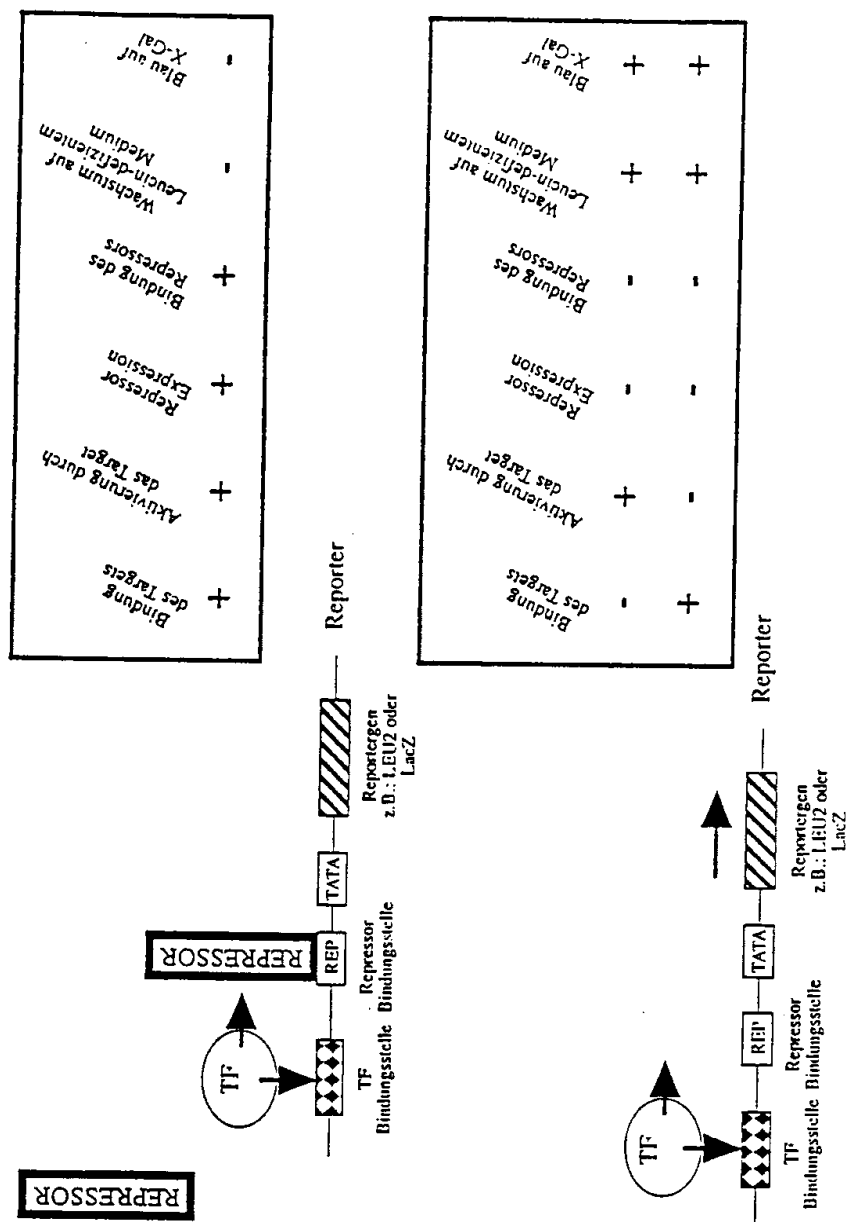 REPRESSOR
TF
REPRESSOR
REP
TATA
TF
Bindungsstelle
Repressor
Bindungsstelle
Reportergen
z.B.: LEU2 oder
LacZ
Reporter
Bindung
des Targets
Aktivierung durch
das Target
Repressor
Expression
Bindung des
Repressors
Wachstum auf
Leucin-defizientem
Medium
Blau auf
X-Gal
+ + + + - -
TF
REP
TATA
TF
Bindungsstelle
Repressor
Bindungsstelle
Reportergen
z.B.: LEU2 oder
LacZ
Reporter
Bindung
des Targets
Aktivierung durch
das Target
Repressor
Expression
Bindung des
Repressors
Wachstum auf
Leucin-defizientem
Medium
Blau auf
X-Gal
- + - - + +
+ - - - + +